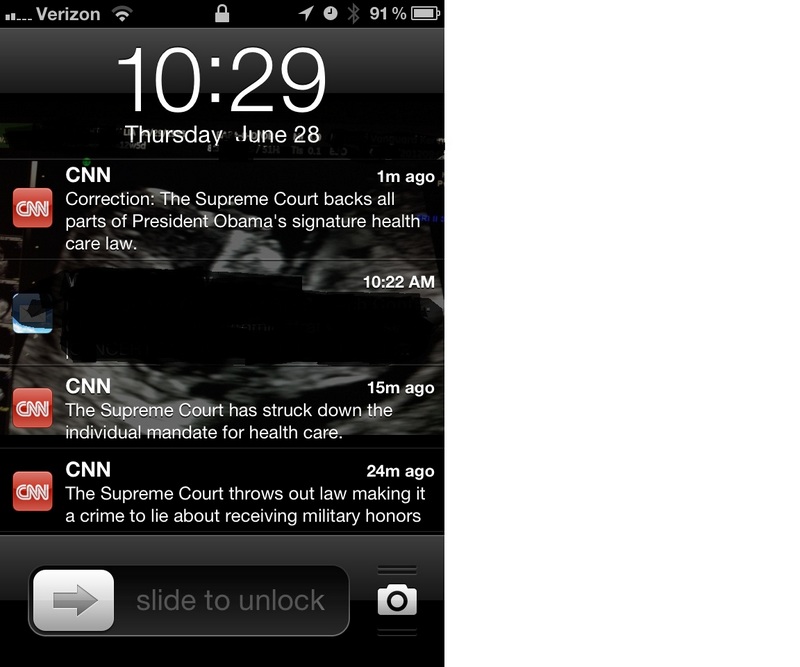 Verizon 91 %
10:29
Thursday June 28
CNN 1m ago
Correction: The Supreme Court backs all
parts of President Obama's signature health
care law.
10:22 AM
CNN 15m ago
The Supreme Court has struck down the
individual mandate for health care.
CNN 24m ago
The Supreme Court throws out law making it
a crime to lie about receiving military honors
slide to unlock